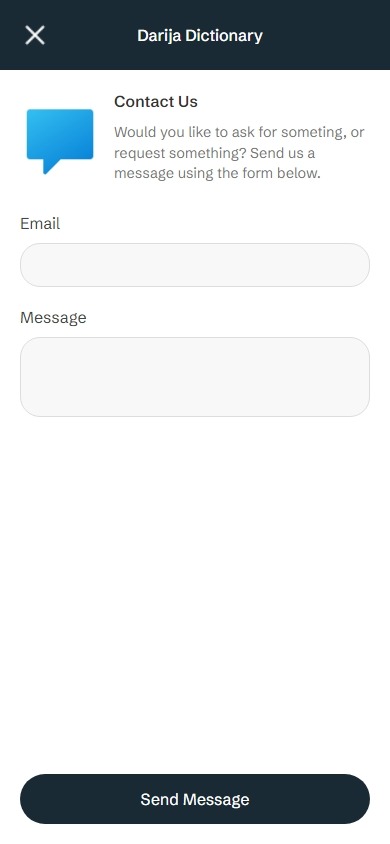 Darija Dictionary
Contact Us
Would you like to ask for someting, or
request something? Send us a
message using the form below.
Email
Message
Send Message